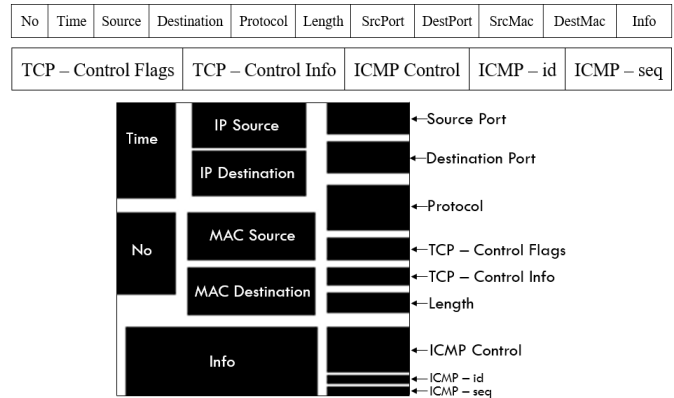 No Time Source Destination Protocol Length SrcPort DestPort SrcMac DestMac Info
TCP – Control Flags TCP – Control Info ICMP Control ICMP – id ICMP – seq
Time
IP Source
Source Port
IP Destination
Destination Port
Protocol
No
MAC Source
TCP – Control Flags
TCP – Control Info
MAC Destination
Length
Info
ICMP Control
ICMP – id
ICMP – seq